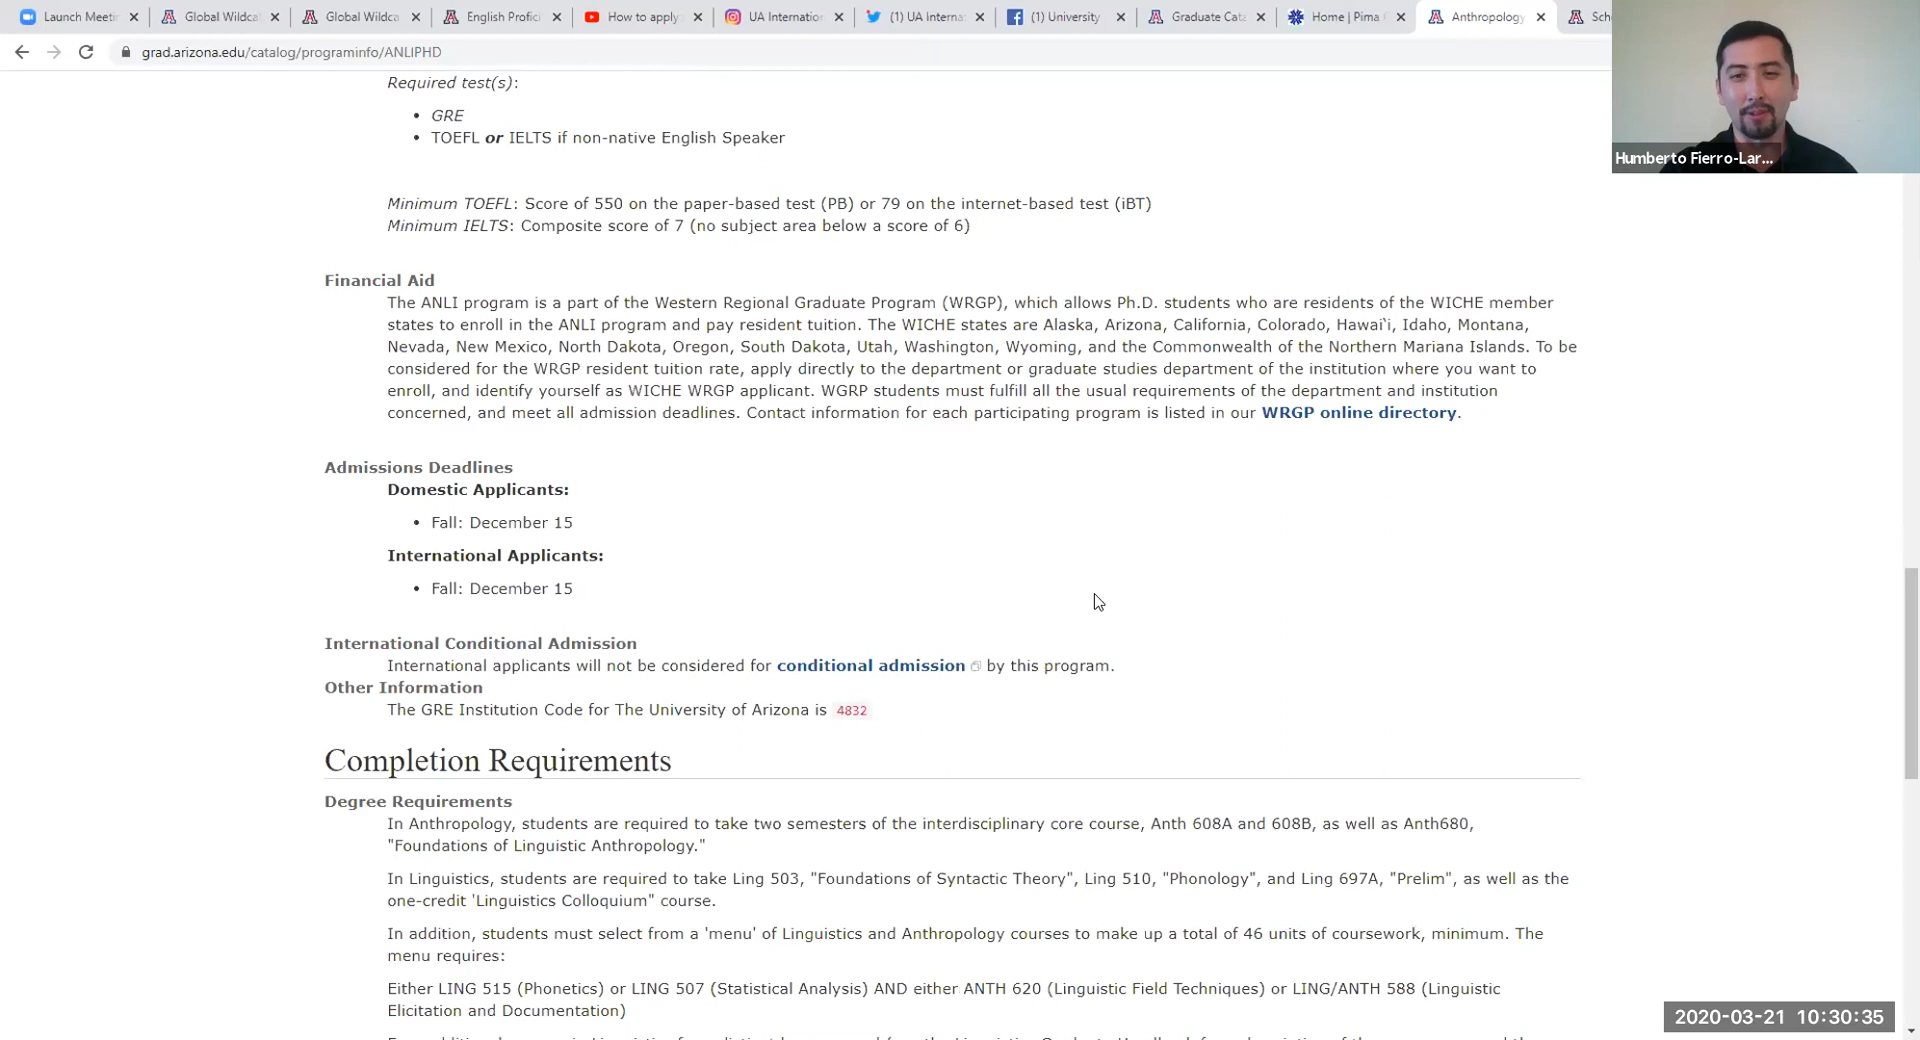 Launch Meeti
Global Wildca
Global Wildca
English Profici
How to apply
UA Internatio
(1) UA Interna
(1) University
Graduate Cata
Home | Pima
Anthropology
Sch
grad.arizona.edu/catalog/programinfo/ANLIPHD
Humberto Fierro-Lar...
Required test(s):
• GRE
• TOEFL or IELTS if non-native English Speaker
Minimum TOEFL: Score of 550 on the paper-based test (PB) or 79 on the internet-based test (iBT)
Minimum IELTS: Composite score of 7 (no subject area below a score of 6)
Financial Aid
The ANLI program is a part of the Western Regional Graduate Program (WRGP), which allows Ph.D. students who are residents of the WICHE member
states to enroll in the ANLI program and pay resident tuition. The WICHE states are Alaska, Arizona, California, Colorado, Hawai`i, Idaho, Montana,
Nevada, New Mexico, North Dakota, Oregon, South Dakota, Utah, Washington, Wyoming, and the Commonwealth of the Northern Mariana Islands. To be
considered for the WRGP resident tuition rate, apply directly to the department or graduate studies department of the institution where you want to
enroll, and identify yourself as WICHE WRGP applicant. WGRP students must fulfill all the usual requirements of the department and institution
concerned, and meet all admission deadlines. Contact information for each participating program is listed in our WRGP online directory.
Admissions Deadlines
Domestic Applicants:
• Fall: December 15
International Applicants:
• Fall: December 15
International Conditional Admission
International applicants will not be considered for conditional admission by this program.
Other Information
The GRE Institution Code for The University of Arizona is 4832
Completion Requirements
Degree Requirements
In Anthropology, students are required to take two semesters of the interdisciplinary core course, Anth 608A and 608B, as well as Anth680,
"Foundations of Linguistic Anthropology."
In Linguistics, students are required to take Ling 503, "Foundations of Syntactic Theory", Ling 510, "Phonology", and Ling 697A, "Prelim", as well as the
one-credit 'Linguistics Colloquium" course.
In addition, students must select from a 'menu' of Linguistics and Anthropology courses to make up a total of 46 units of coursework, minimum. The
menu requires:
Either LING 515 (Phonetics) or LING 507 (Statistical Analysis) AND either ANTH 620 (Linguistic Field Techniques) or LING/ANTH 588 (Linguistic
Elicitation and Documentation)
2020-03-21 10:30:35